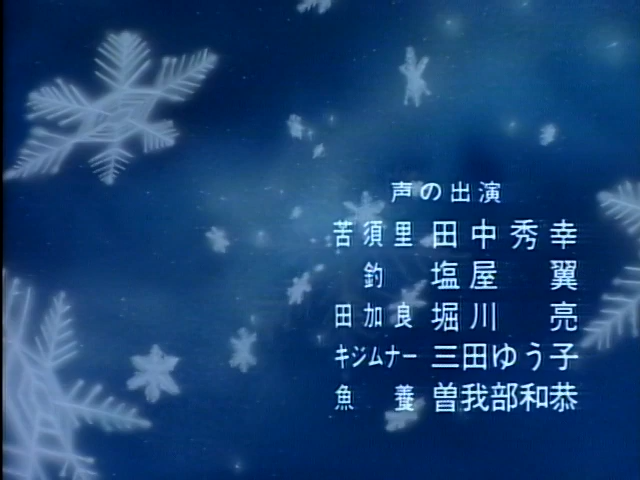 声の出演
苦須里 田中秀幸
釣 塩屋 翼
田加良 堀川 亮
キジムナー 三田ゆう子
魚養 曽我部和恭